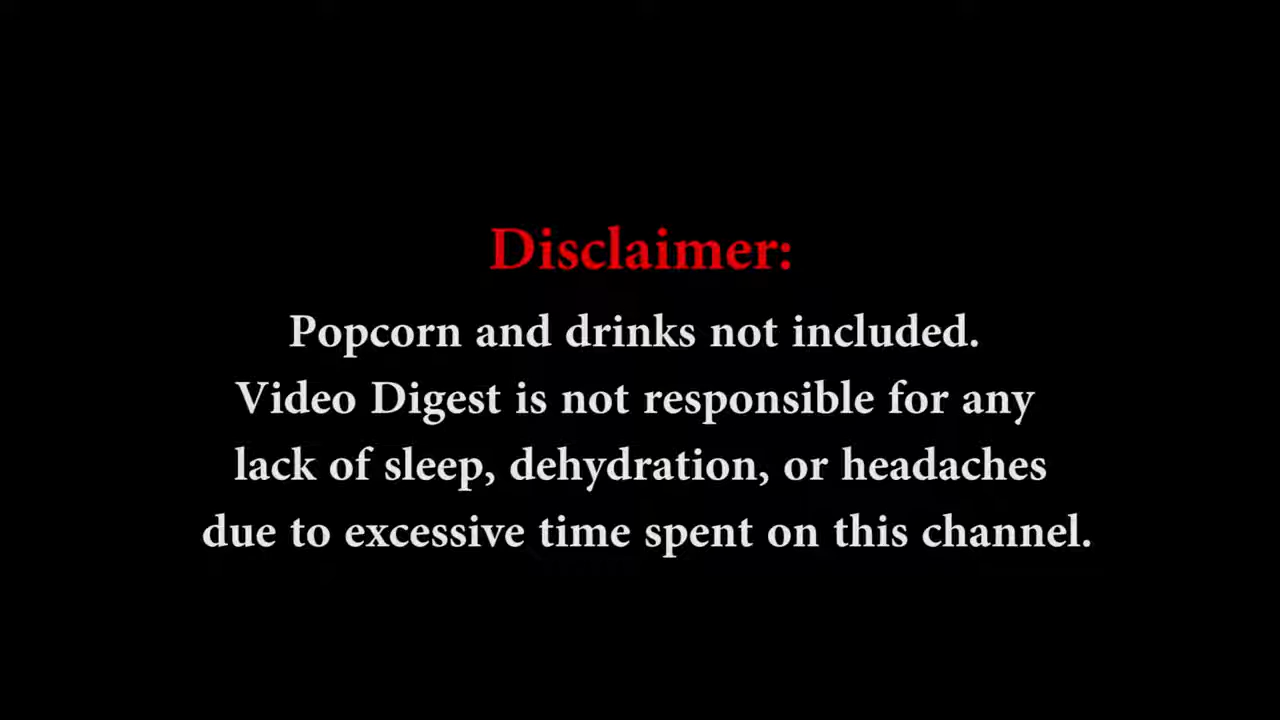 Disclaimer:
Popcorn and drinks not included.
Video Digest is not responsible for any
lack of sleep, dehydration, or headaches
due to excessive time spent on this channel.